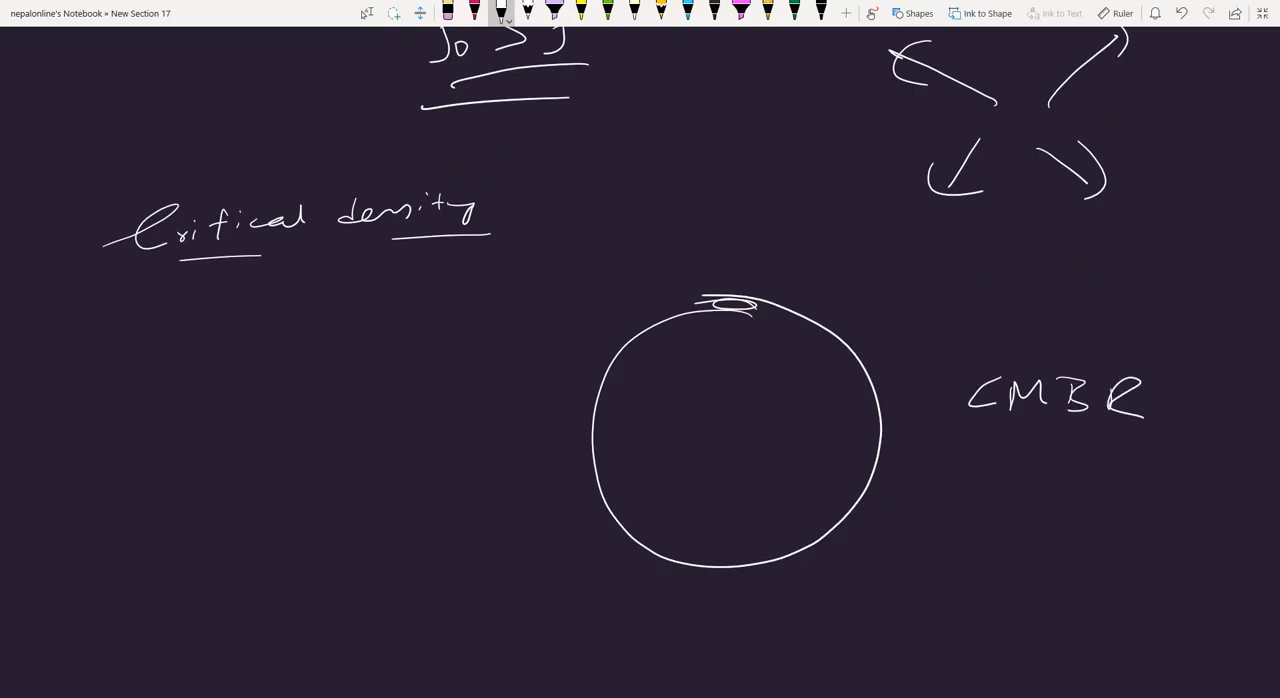 nepalonline's Notebook » New Section 17
Shapes
Ink to Shape
Ink to Text
Ruler
Critical density
CMBR